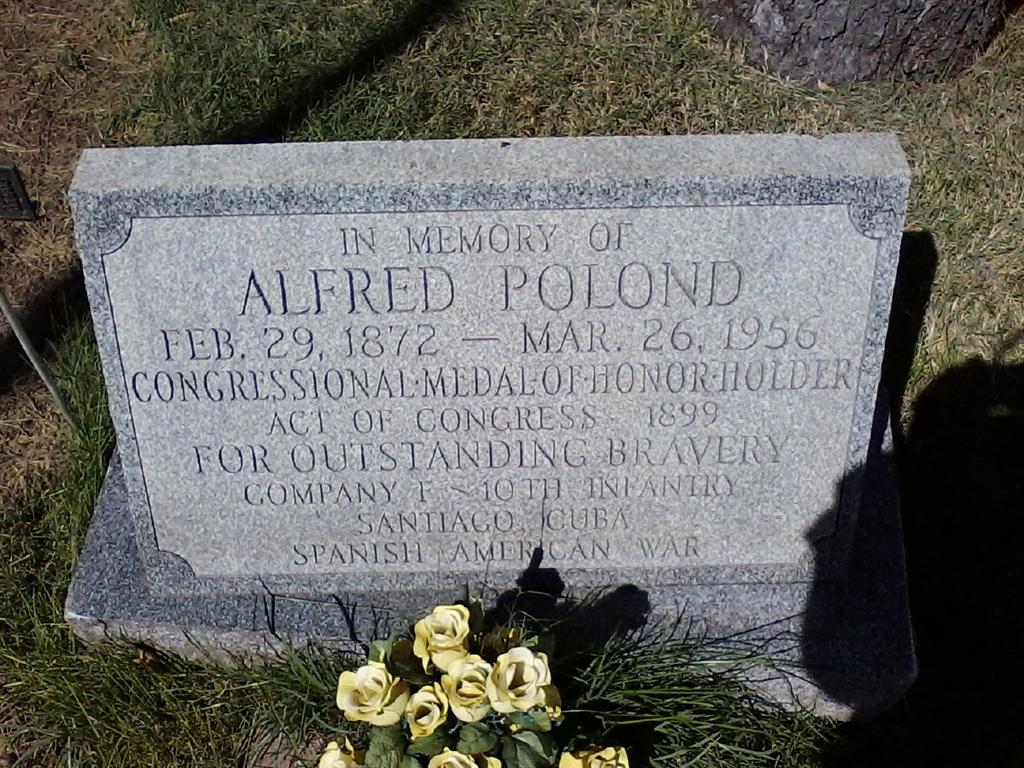 IN MEMORY OF
ALFRED POLOND
FEB. 29, 1872 — MAR. 26, 1956
CONGRESSIONAL·MEDAL·OF·HONOR·HOLDER
ACT OF CONGRESS 1899
FOR OUTSTANDING BRAVERY
COMPANY F ~ 10TH INFANTRY
SANTIAGO, CUBA
SPANISH AMERICAN WAR